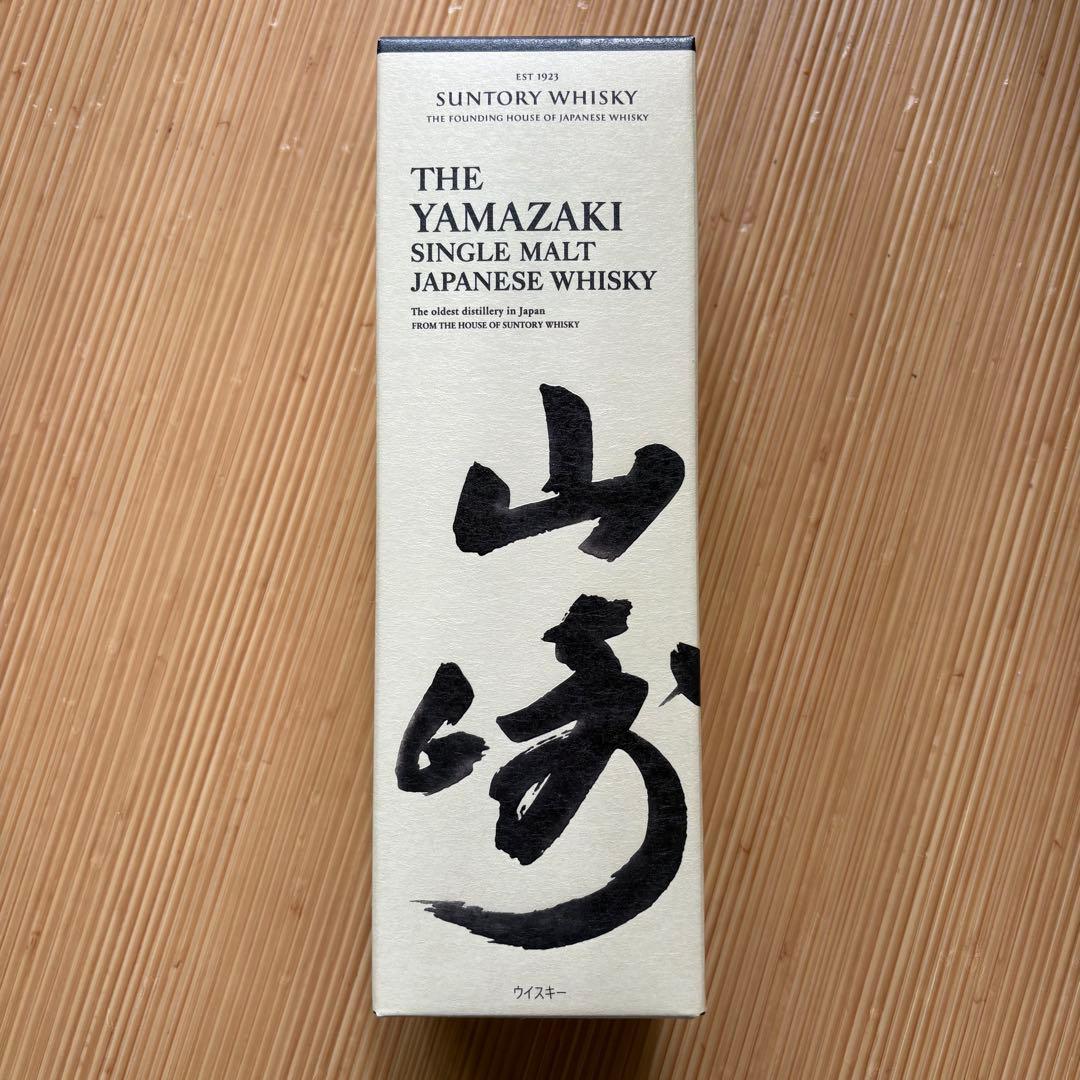 EST 1923
SUNTORY WHISKY
THE FOUNDING HOUSE OF JAPANESE WHISKY
THE
YAMAZAKI
SINGLE MALT
JAPANESE WHISKY
The oldest distillery in Japan
FROM THE HOUSE OF SUNTORY WHISKY
山
崎
ウイスキー